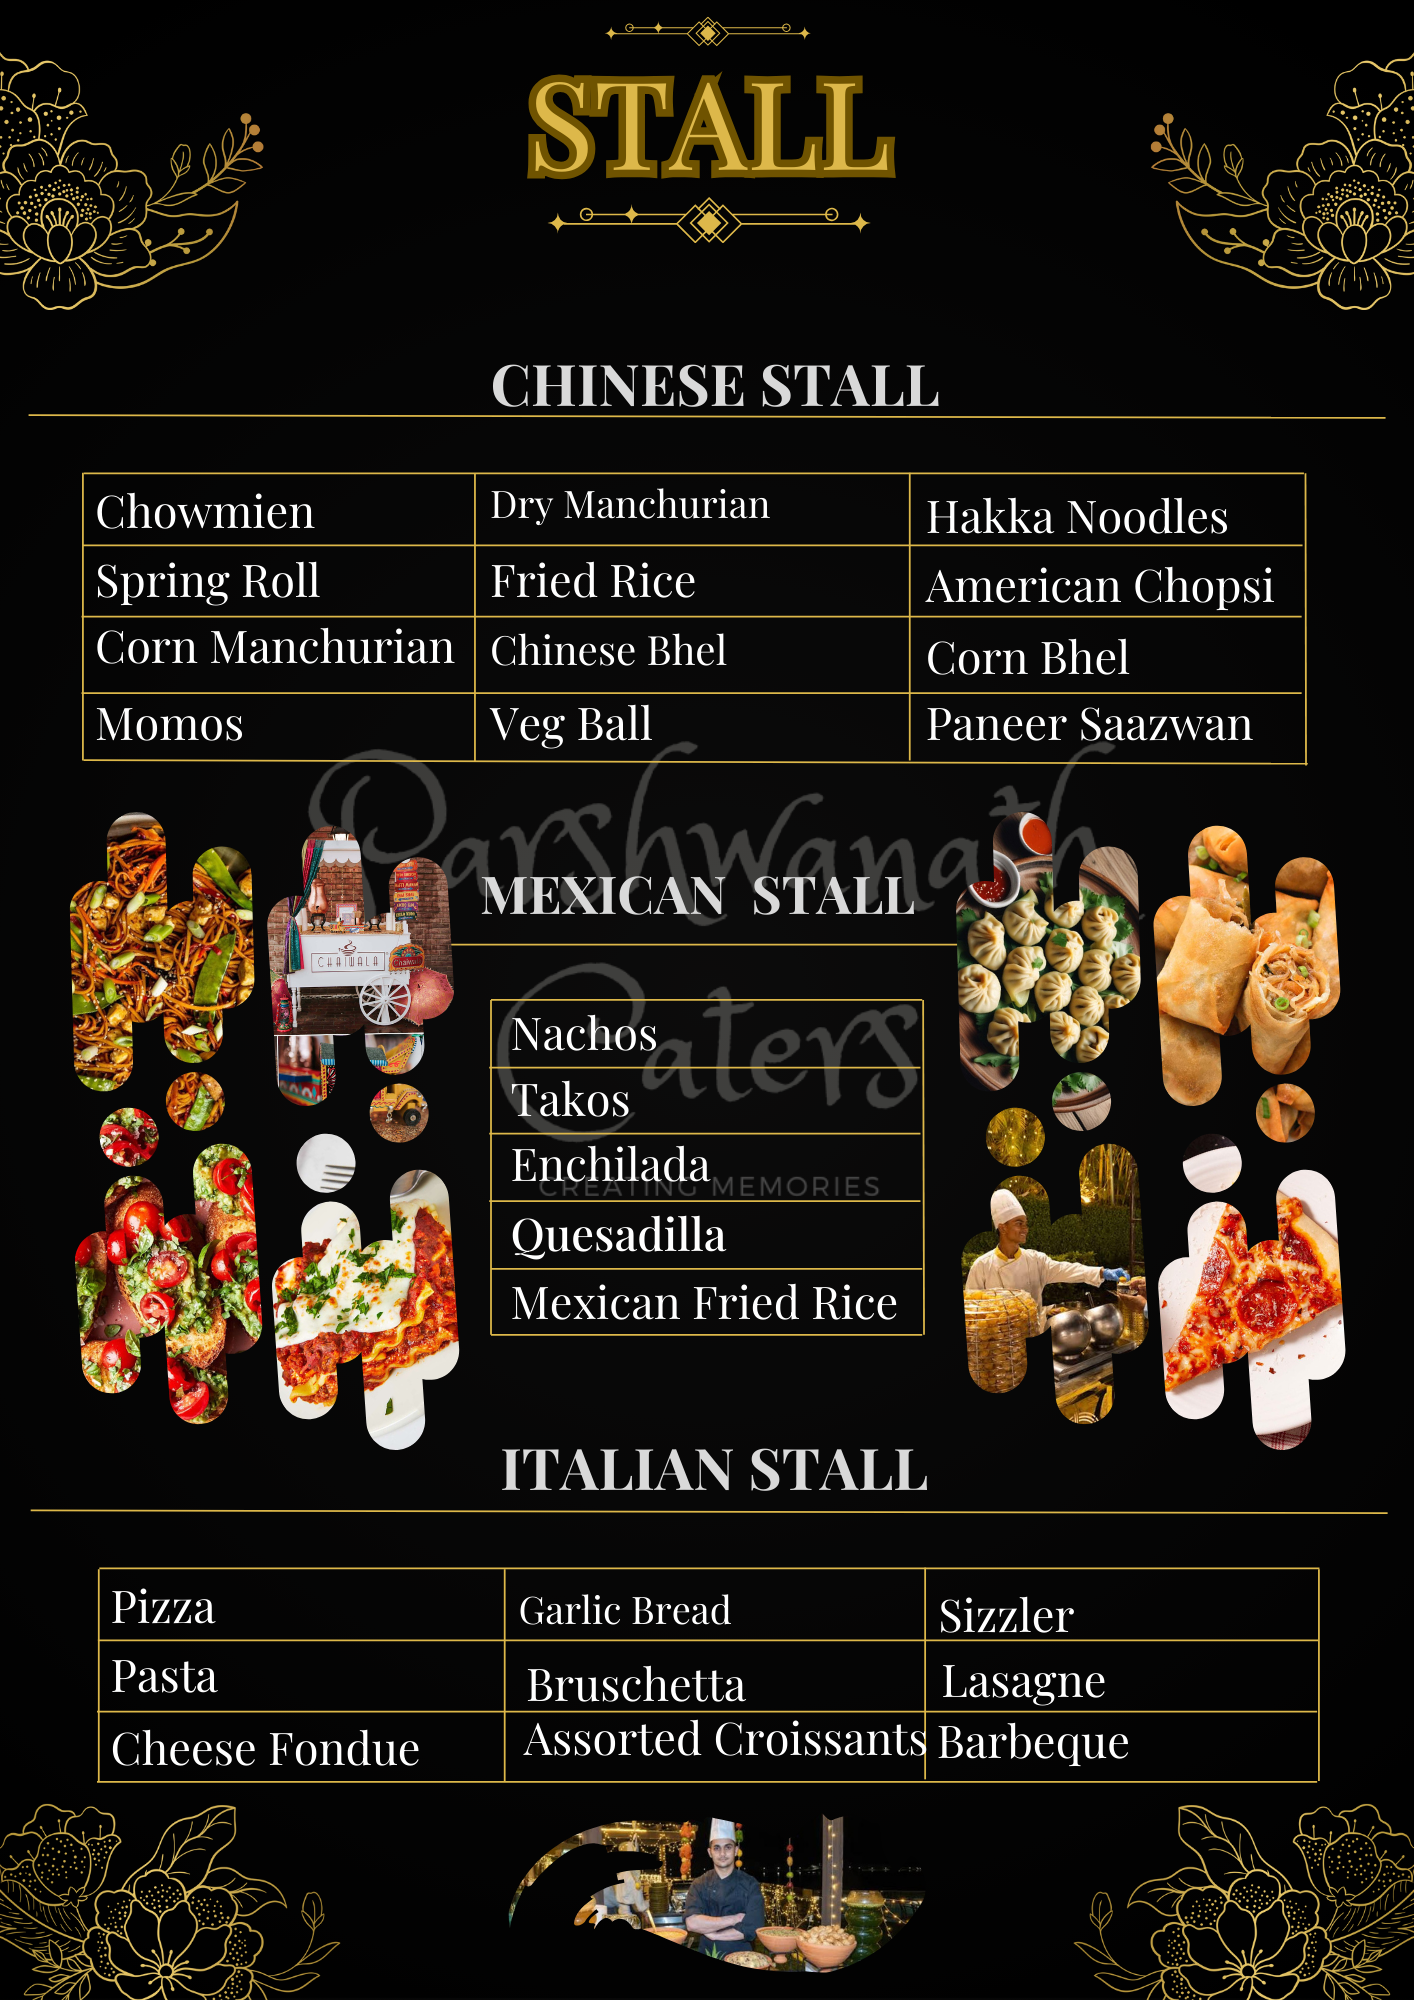 STALL
CHINESE STALL
Chowmien
Dry Manchurian
Hakka Noodles
Spring Roll
Fried Rice
American Chopsi
Corn Manchurian
Chinese Bhel
Corn Bhel
Momos
Veg Ball
Paneer Saazwan
Parshwanath
Caters
CREATING MEMORIES
CHAIWALA
MEXICAN STALL
Nachos
Takos
Enchilada
Quesadilla
Mexican Fried Rice
ITALIAN STALL
Pizza
Garlic Bread
Sizzler
Pasta
Bruschetta
Lasagne
Cheese Fondue
Assorted Croissants
Barbeque